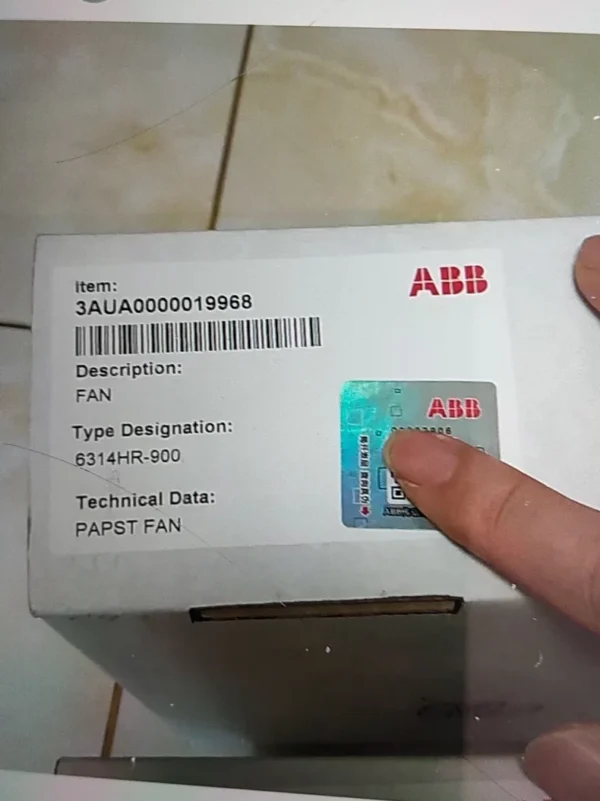 Item:
ABB
3AUA0000019968
Description:
FAN
ABB
Type Designation:
6314HR-900
Technical Data:
PAPST FAN